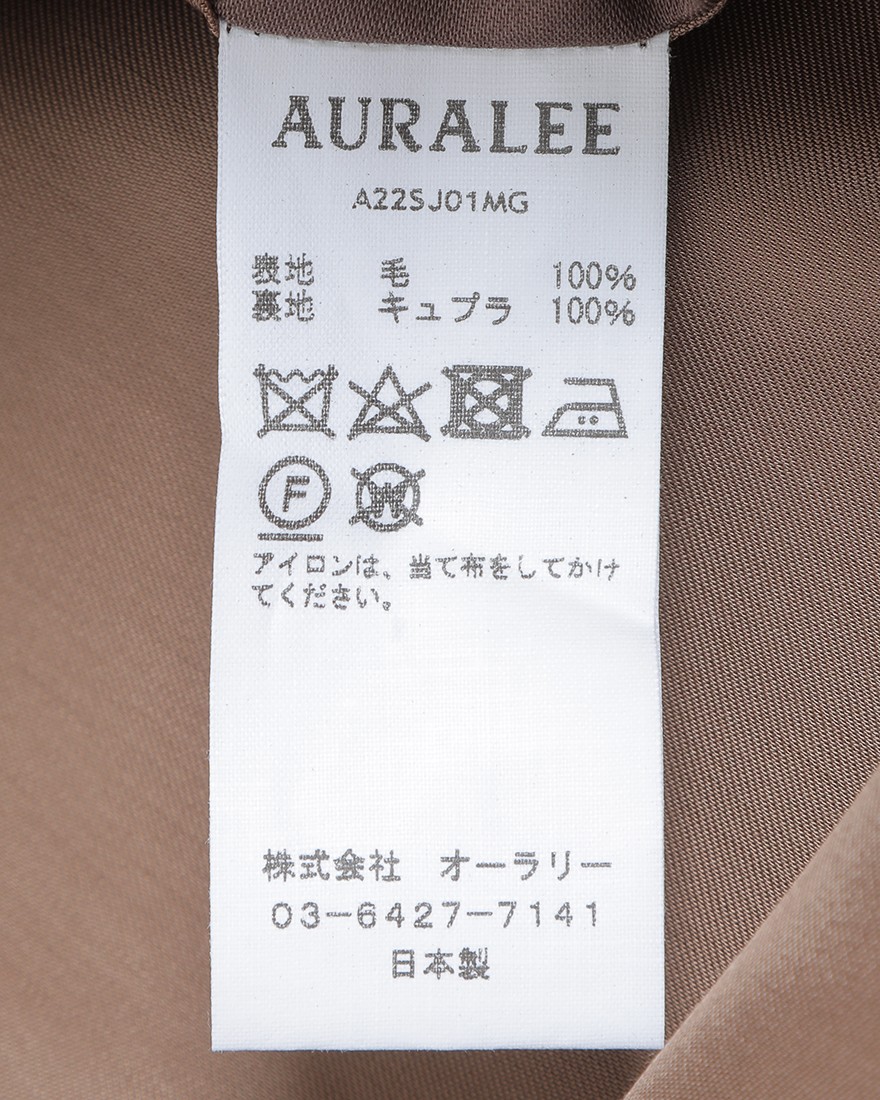 AURALEE
A22SJ01MG
表地 毛 100%
裏地 キュプラ 100%
F
W
アイロンは、当て布をしてかけ
てください。
株式会社 オーラリー
03-6427-7141
日本製